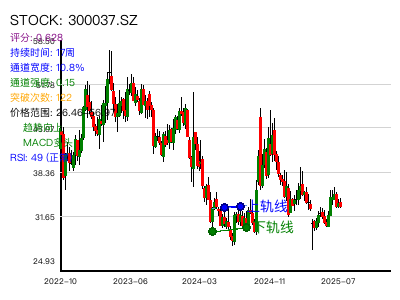 STOCK: 300037.SZ
评分: 0.628
持续时间: 17周
通道宽度: 10.8%
通道强度: 0.15
突破次数:
价格范围: 26.46
趋势:
MACD:
RSI: 49 (正
38.36
31.65
24.93
上轨线
下轨线
2022-10
2023-06
2024-03
2024-11
2025-07